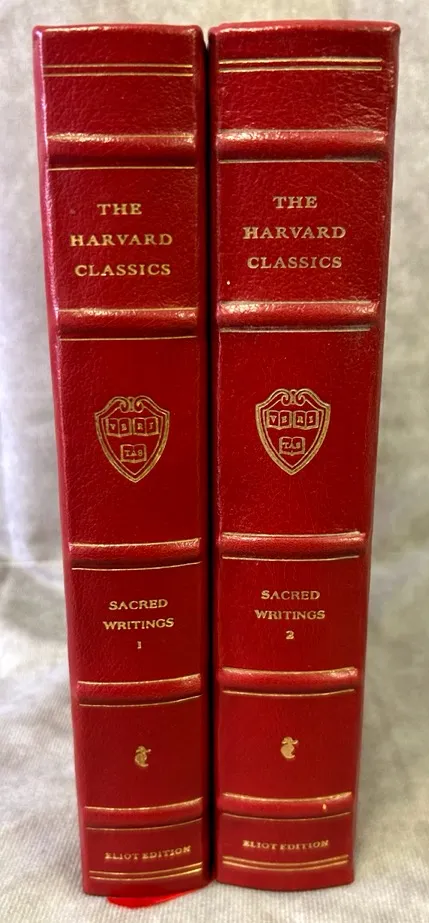 THE
HARVARD
CLASSICS
VE RI
TAS
SACRED
WRITINGS
1
ELIOT EDITION
THE
HARVARD
CLASSICS
VE RI
TAS
SACRED
WRITINGS
2
ELIOT EDITION